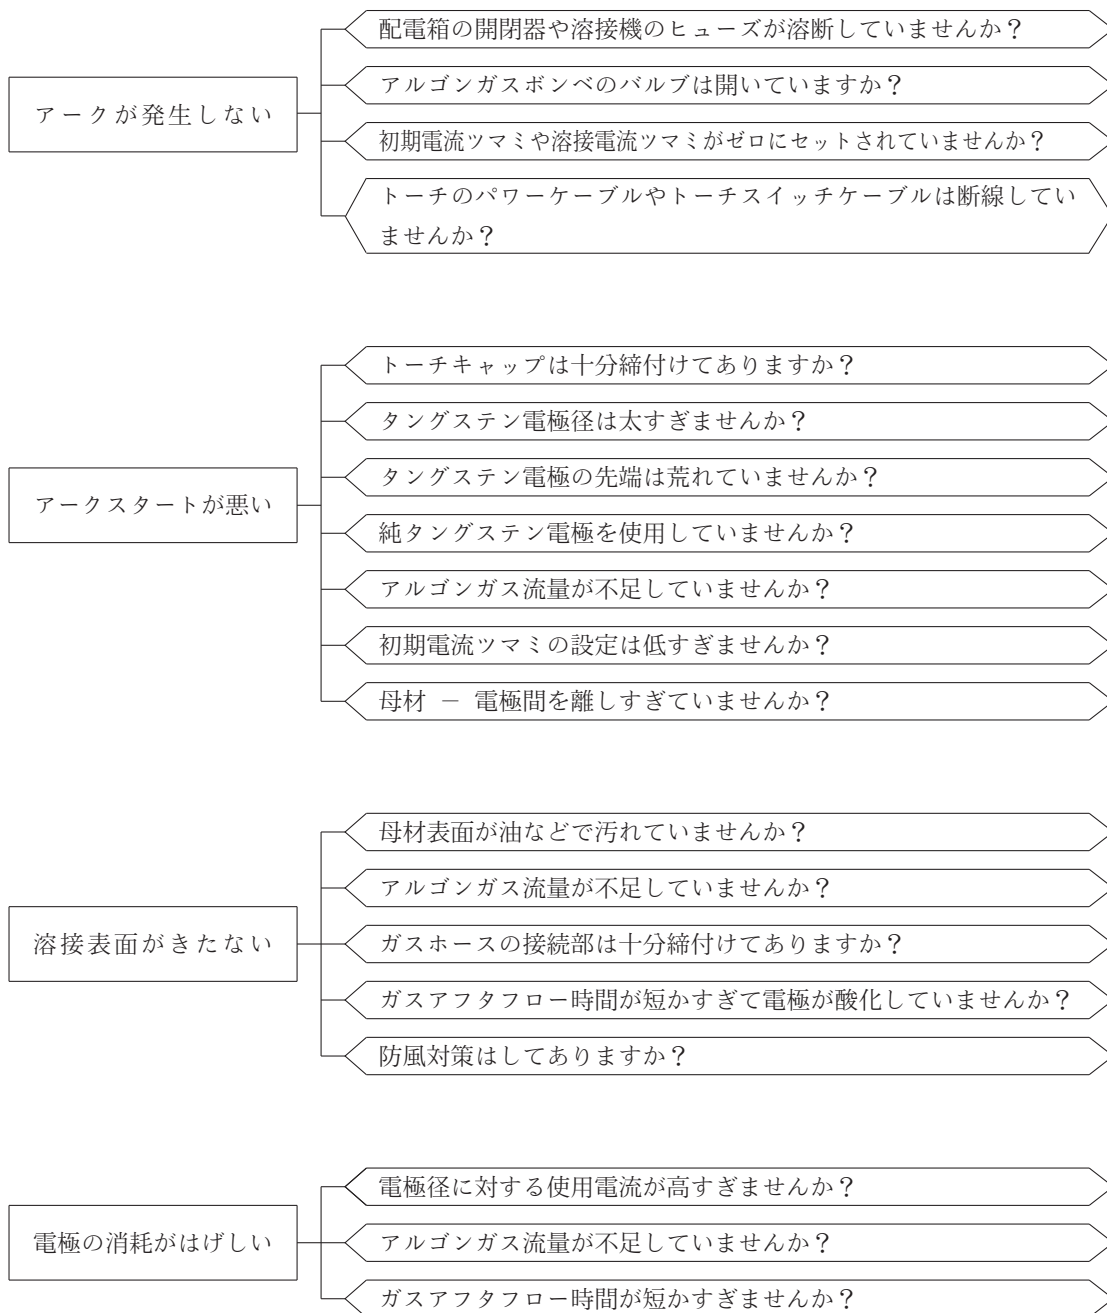 配電箱の開閉器や溶接機のヒューズが溶断していませんか？
アークが発生しない
アルゴンガスボンベのバルブは開いていますか？
初期電流ツマミや溶接電流ツマミがゼロにセットされていませんか？
トーチのパワーケーブルやトーチスイッチケーブルは断線してい
ませんか？
トーチキャップは十分締付けてありますか？
タングステン電極径は太すぎませんか？
タングステン電極の先端は荒れていませんか？
アークスタートが悪い
純タングステン電極を使用していませんか？
アルゴンガス流量が不足していませんか？
初期電流ツマミの設定は低すぎませんか？
母材 － 電極間を離しすぎていませんか？
母材表面が油などで汚れていませんか？
アルゴンガス流量が不足していませんか？
溶接表面がきたない
ガスホースの接続部は十分締付けてありますか？
ガスアフタフロー時間が短かすぎて電極が酸化していませんか？
防風対策はしてありますか？
電極径に対する使用電流が高すぎませんか？
電極の消耗がはげしい
アルゴンガス流量が不足していませんか？
ガスアフタフロー時間が短かすぎませんか？